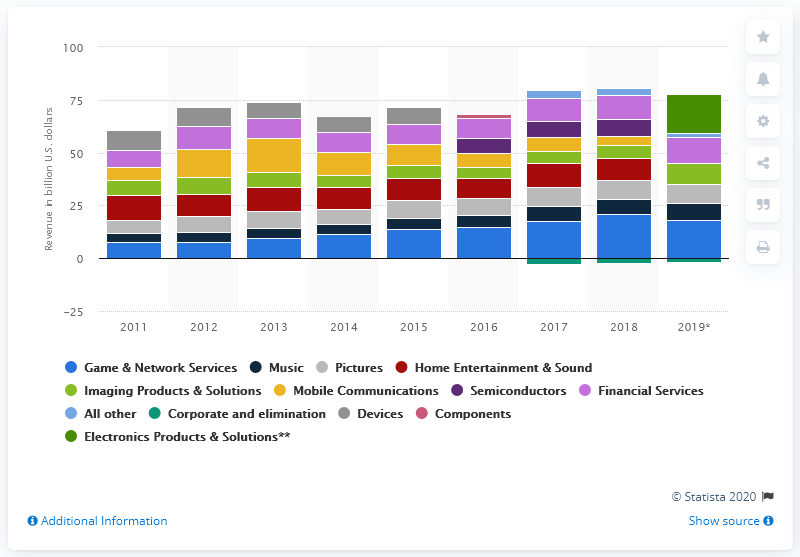 100
75
50
25
0
−25
Revenue in billion U.S. dollars
2011 2012 2013 2014 2015 2016 2017 2018 2019*
Game & Network Services Music Pictures Home Entertainment & Sound
Imaging Products & Solutions Mobile Communications Semiconductors Financial Services
All other Corporate and elimination Devices Components
Electronics Products & Solutions**
© Statista 2020
Additional Information Show source